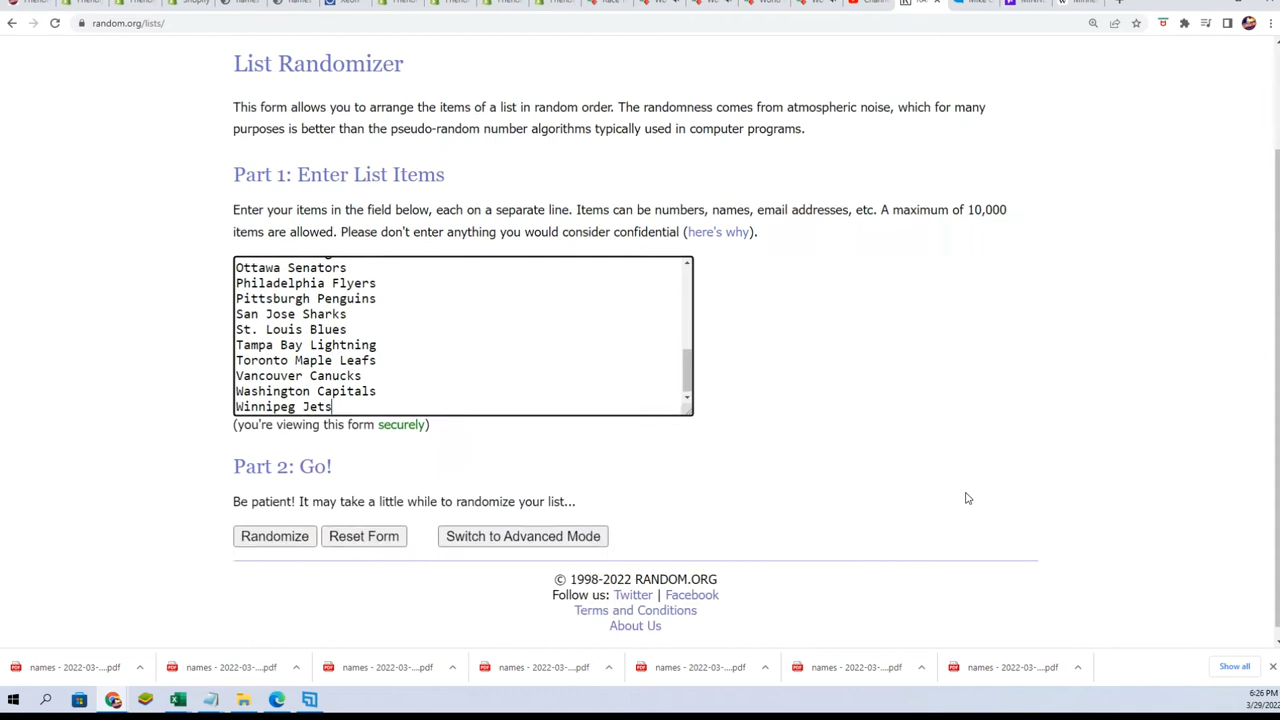 random.org/lists/
List Randomizer
This form allows you to arrange the items of a list in random order. The randomness comes from atmospheric noise, which for many
purposes is better than the pseudo-random number algorithms typically used in computer programs.
Part 1: Enter List Items
Enter your items in the field below, each on a separate line. Items can be numbers, names, email addresses, etc. A maximum of 10,000
items are allowed. Please don't enter anything you would consider confidential (here's why).
Ottawa Senators
Philadelphia Flyers
Pittsburgh Penguins
San Jose Sharks
St. Louis Blues
Tampa Bay Lightning
Toronto Maple Leafs
Vancouver Canucks
Washington Capitals
Winnipeg Jets
(you're viewing this form securely)
Part 2: Go!
Be patient! It may take a little while to randomize your list...
Randomize Reset Form Switch to Advanced Mode
© 1998-2022 RANDOM.ORG
Follow us: Twitter | Facebook
Terms and Conditions
About Us
names - 2022-03-....pdf names - 2022-03-....pdf names - 2022-03-....pdf names - 2022-03-....pdf names - 2022-03-....pdf names - 2022-03-....pdf names - 2022-03-....pdf Show all
6:26 PM
3/29/2022